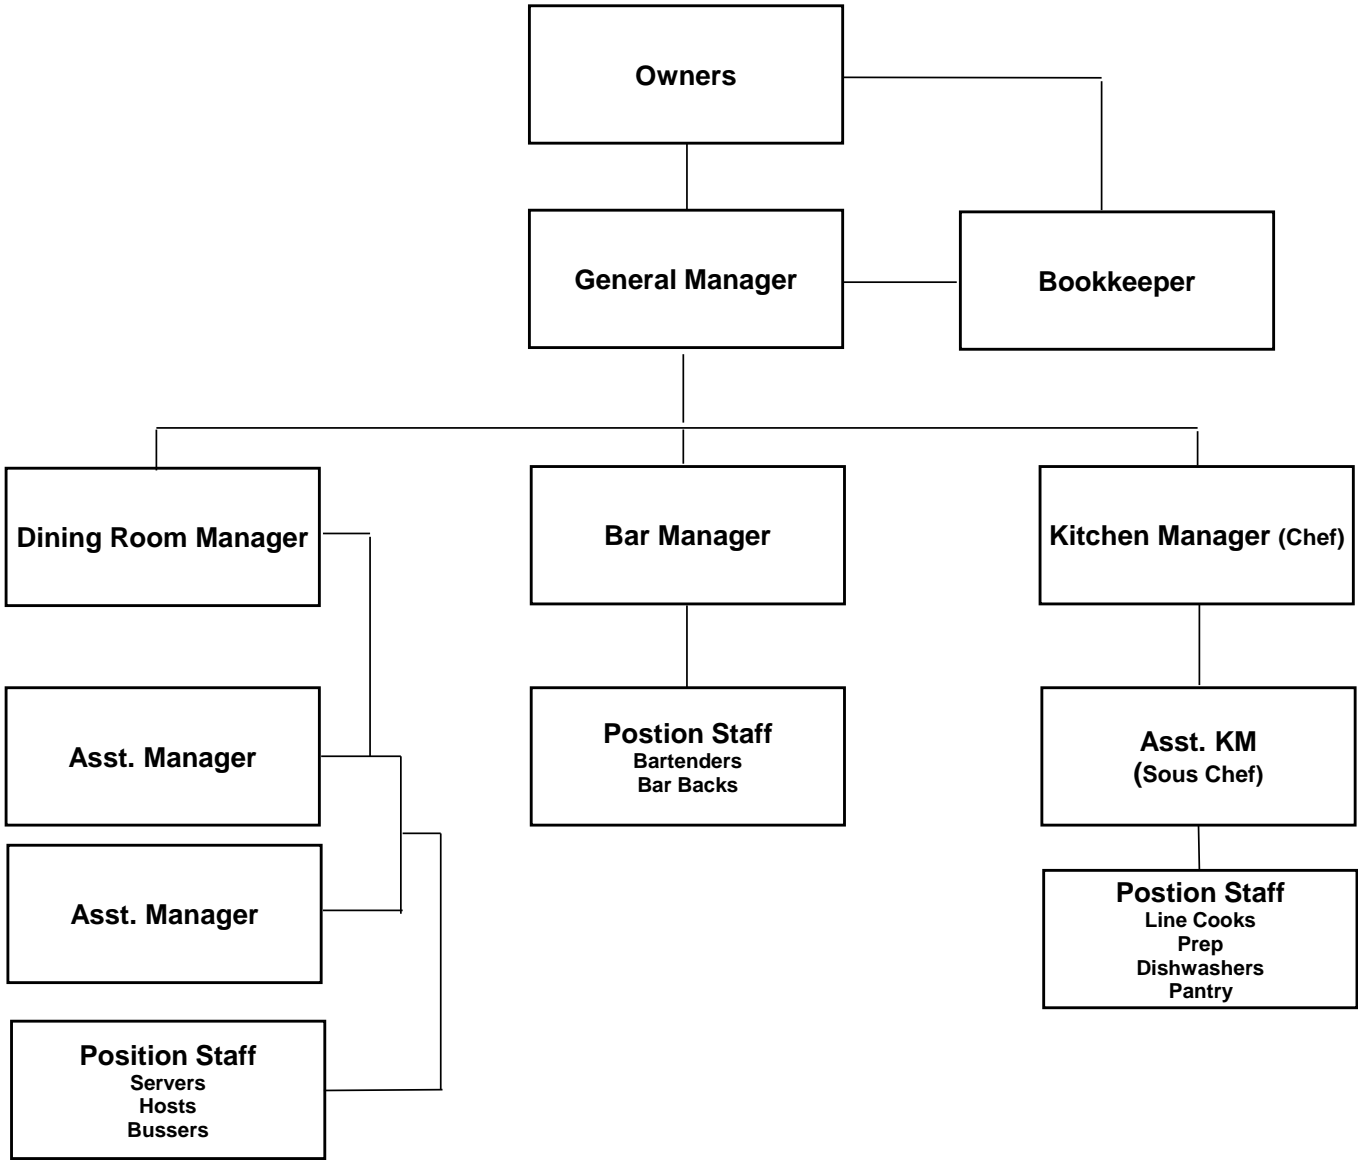 Owners
General Manager
Bookkeeper
Dining Room Manager
Bar Manager
Kitchen Manager (Chef)
Asst. Manager
Postion Staff
Bartenders
Bar Backs
Asst. KM
(Sous Chef)
Asst. Manager
Postion Staff
Line Cooks
Prep
Dishwashers
Pantry
Position Staff
Servers
Hosts
Bussers